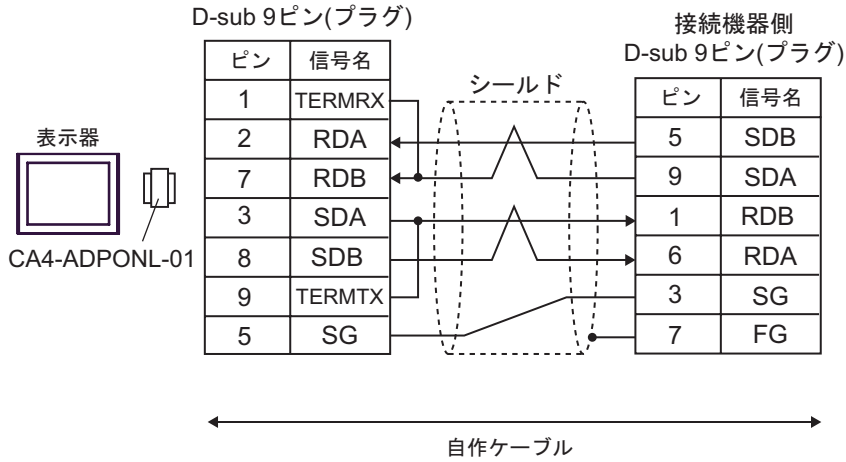 D-sub 9ピン(プラグ)
ピン 信号名
1 TERMRX
2 RDA
7 RDB
3 SDA
8 SDB
9 TERMTX
5 SG
表示器
CA4-ADPONL-01
シールド
接続機器側
D-sub 9ピン(プラグ)
ピン 信号名
5 SDB
9 SDA
1 RDB
6 RDA
3 SG
7 FG
自作ケーブル